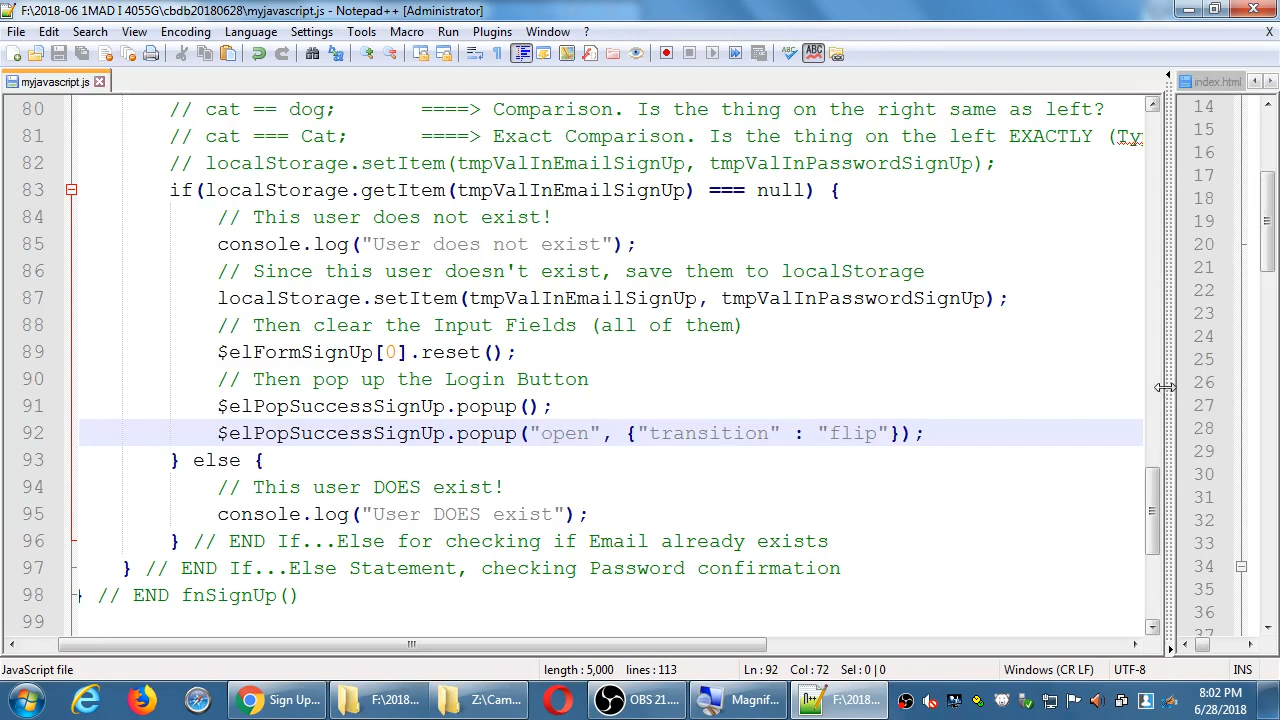 F:\2018-06 1MAD I 4055G\cbdb20180628\myjavascript.js - Notepad++ [Administrator]
File Edit Search View Encoding Language Settings Tools Macro Run Plugins Window ? X
myjavascript.js
index.html
80 // cat == dog; ====> Comparison. Is the thing on the right same as left?
81 // cat === Cat; ====> Exact Comparison. Is the thing on the left EXACTLY (Ty
82 // localStorage.setItem(tmpValInEmailSignUp, tmpValInPasswordSignUp);
83 if(localStorage.getItem(tmpValInEmailSignUp) === null) {
84 // This user does not exist!
85 console.log("User does not exist");
86 // Since this user doesn't exist, save them to localStorage
87 localStorage.setItem(tmpValInEmailSignUp, tmpValInPasswordSignUp);
88 // Then clear the Input Fields (all of them)
89 $elFormSignUp[0].reset();
90 // Then pop up the Login Button
91 $elPopSuccessSignUp.popup();
92 $elPopSuccessSignUp.popup("open", {"transition" : "flip"});
93 } else {
94 // This user DOES exist!
95 console.log("User DOES exist");
96 } // END If...Else for checking if Email already exists
97 } // END If...Else Statement, checking Password confirmation
98 } // END fnSignUp()
99
14
15
16
17
18
19
20
21
22
23
24
25
26
27
28
29
30
31
32
33
34
35
36
37
JavaScript file length : 5,000 lines : 113 Ln : 92 Col : 72 Sel : 0 | 0 Windows (CR LF) UTF-8 INS
Sign Up... F:\2018... Z:\Cam... OBS 21.... Magnif... F:\2018...
8:02 PM
6/28/2018